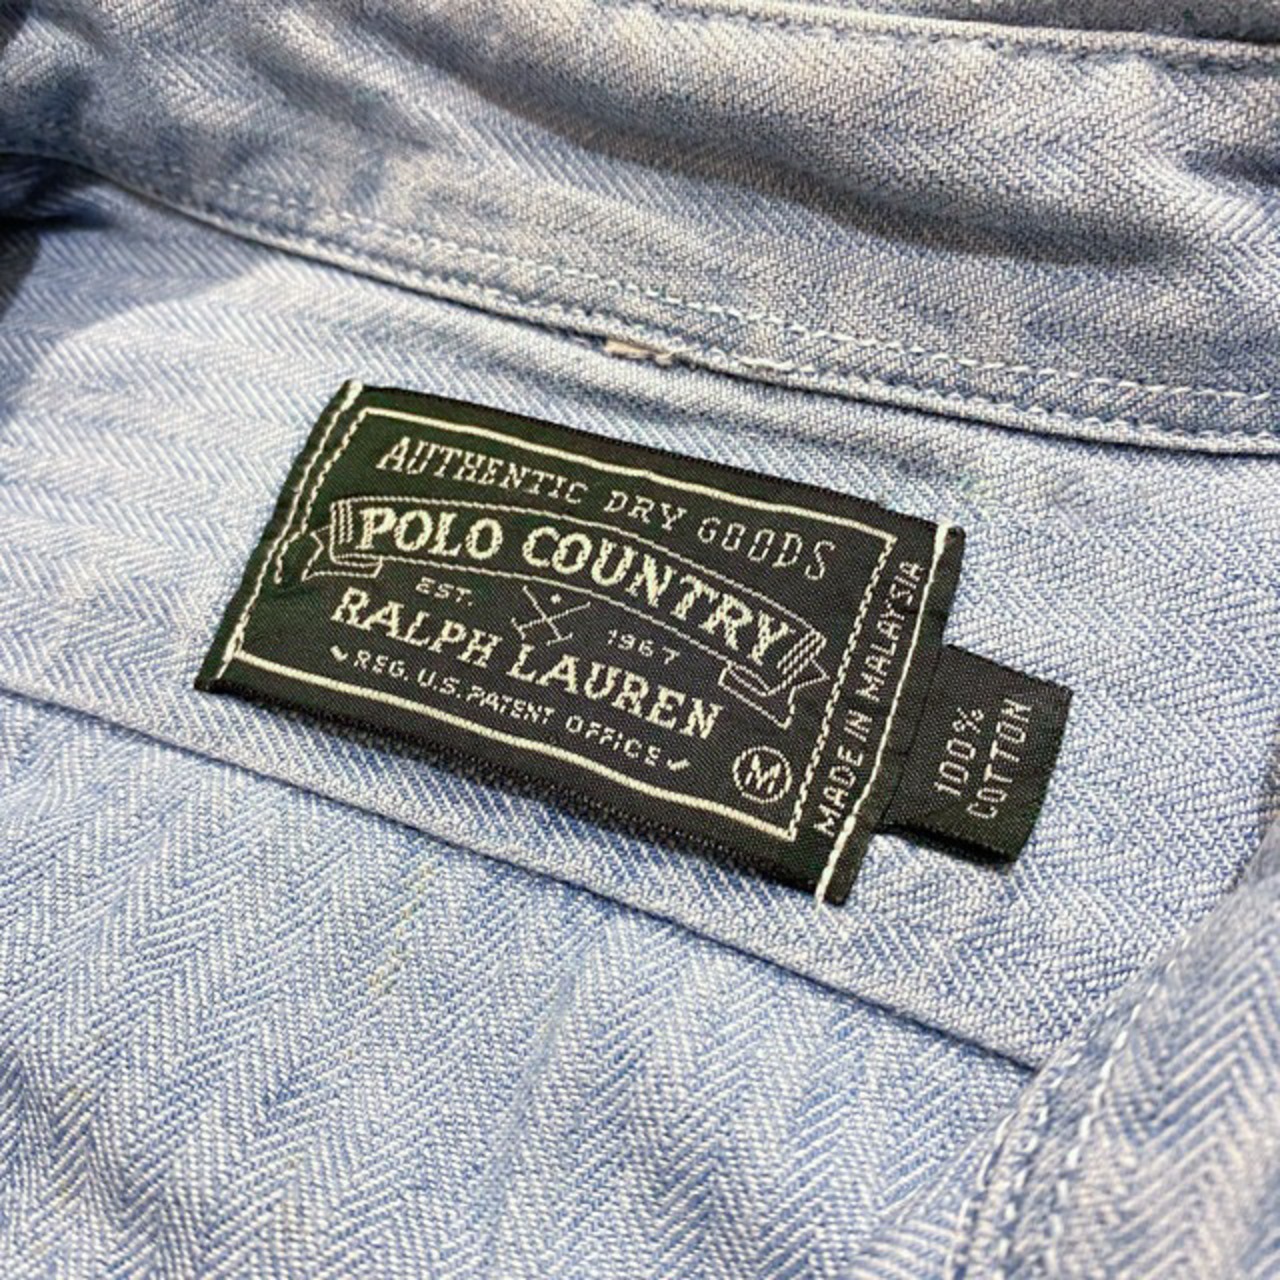 AUTHENTIC DRY GOODS
POLO COUNTRY
EST. 1967
RALPH LAUREN
REG. U.S. PATENT OFFICE
M
MADE IN MALAYSIA
100%
COTTON